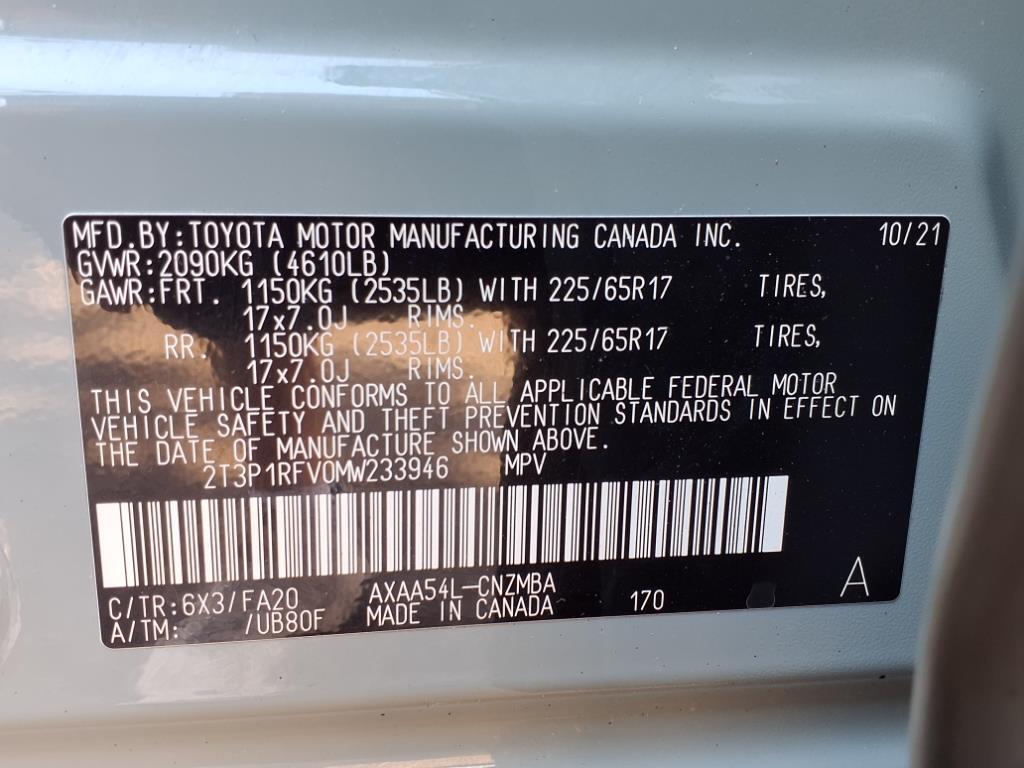 MFD.BY:TOYOTA MOTOR MANUFACTURING CANADA INC. 10/21
GVWR:2090KG (4610LB)
GAWR:FRT. 1150KG (2535LB) WITH 225/65R17 TIRES,
17x7.0J RIMS.
RR. 1150KG (2535LB) WITH 225/65R17 TIRES,
17x7.0J RIMS.
THIS VEHICLE CONFORMS TO ALL APPLICABLE FEDERAL MOTOR
VEHICLE SAFETY AND THEFT PREVENTION STANDARDS IN EFFECT ON
THE DATE OF MANUFACTURE SHOWN ABOVE.
2T3P1RFV0MW233946 MPV
C/TR:6X3/FA20 AXAA54L-CNZMBA 170 A
A/TM: /UB80F MADE IN CANADA